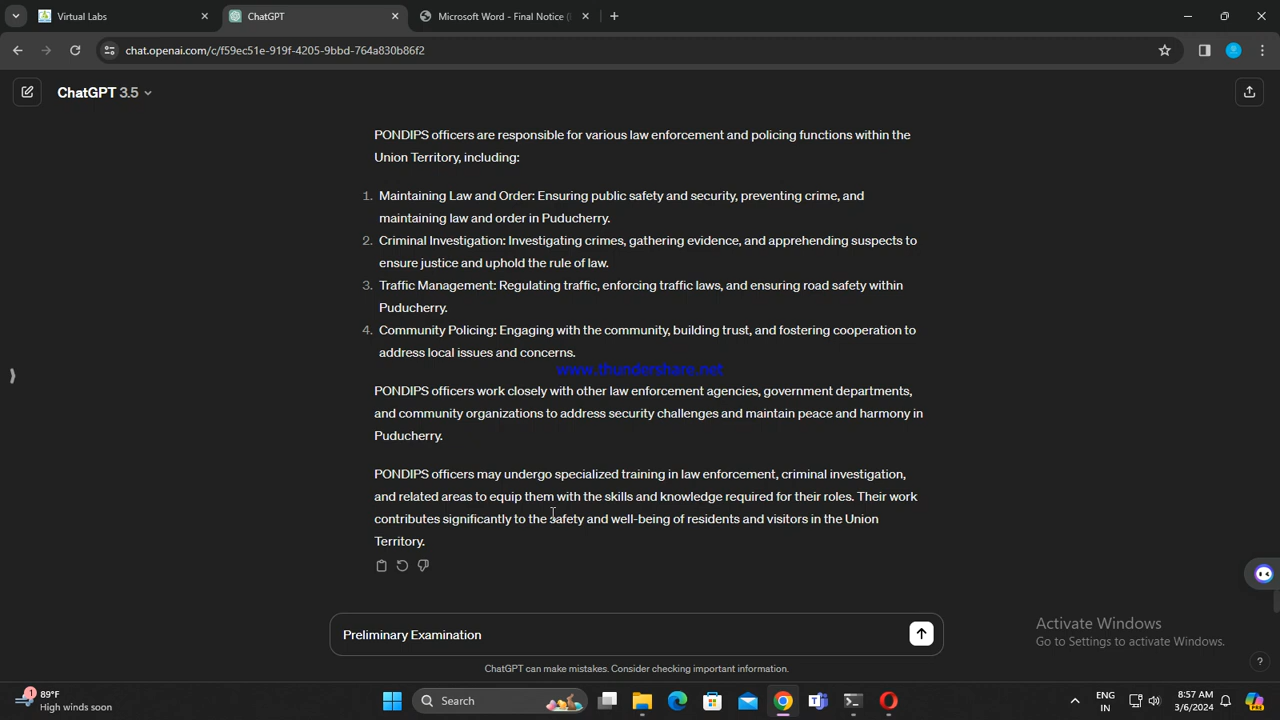 Virtual Labs
ChatGPT
Microsoft Word - Final Notice (
chat.openai.com/c/f59ec51e-919f-4205-9bbd-764a830b86f2
ChatGPT 3.5
PONDIPS officers are responsible for various law enforcement and policing functions within the
Union Territory, including:
1. Maintaining Law and Order: Ensuring public safety and security, preventing crime, and
maintaining law and order in Puducherry.
2. Criminal Investigation: Investigating crimes, gathering evidence, and apprehending suspects to
ensure justice and uphold the rule of law.
3. Traffic Management: Regulating traffic, enforcing traffic laws, and ensuring road safety within
Puducherry.
4. Community Policing: Engaging with the community, building trust, and fostering cooperation to
address local issues and concerns.
www.thundershare.net
PONDIPS officers work closely with other law enforcement agencies, government departments,
and community organizations to address security challenges and maintain peace and harmony in
Puducherry.
PONDIPS officers may undergo specialized training in law enforcement, criminal investigation,
and related areas to equip them with the skills and knowledge required for their roles. Their work
contributes significantly to the safety and well-being of residents and visitors in the Union
Territory.
Preliminary Examination
Activate Windows
Go to Settings to activate Windows.
ChatGPT can make mistakes. Consider checking important information.
?
1
89°F
High winds soon
Search
ENG
IN
8:57 AM
3/6/2024
PRE